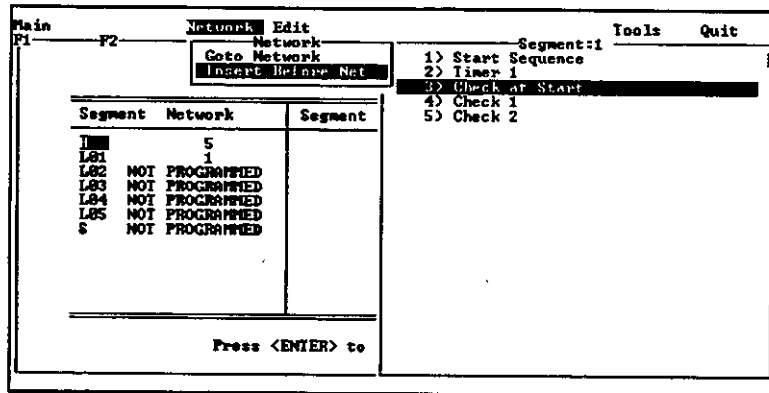 Main Network Edit Tools Quit
F1 F2 Network Segment:1
Goto Network
Insert Before Net
1) Start Sequence
2) Timer 1
3) Check at Start
4) Check 1
5) Check 2
Segment Network Segment
1 5
L01 1
L02 NOT PROGRAMMED
L03 NOT PROGRAMMED
L04 NOT PROGRAMMED
L05 NOT PROGRAMMED
S NOT PROGRAMMED
Press <ENTER> to